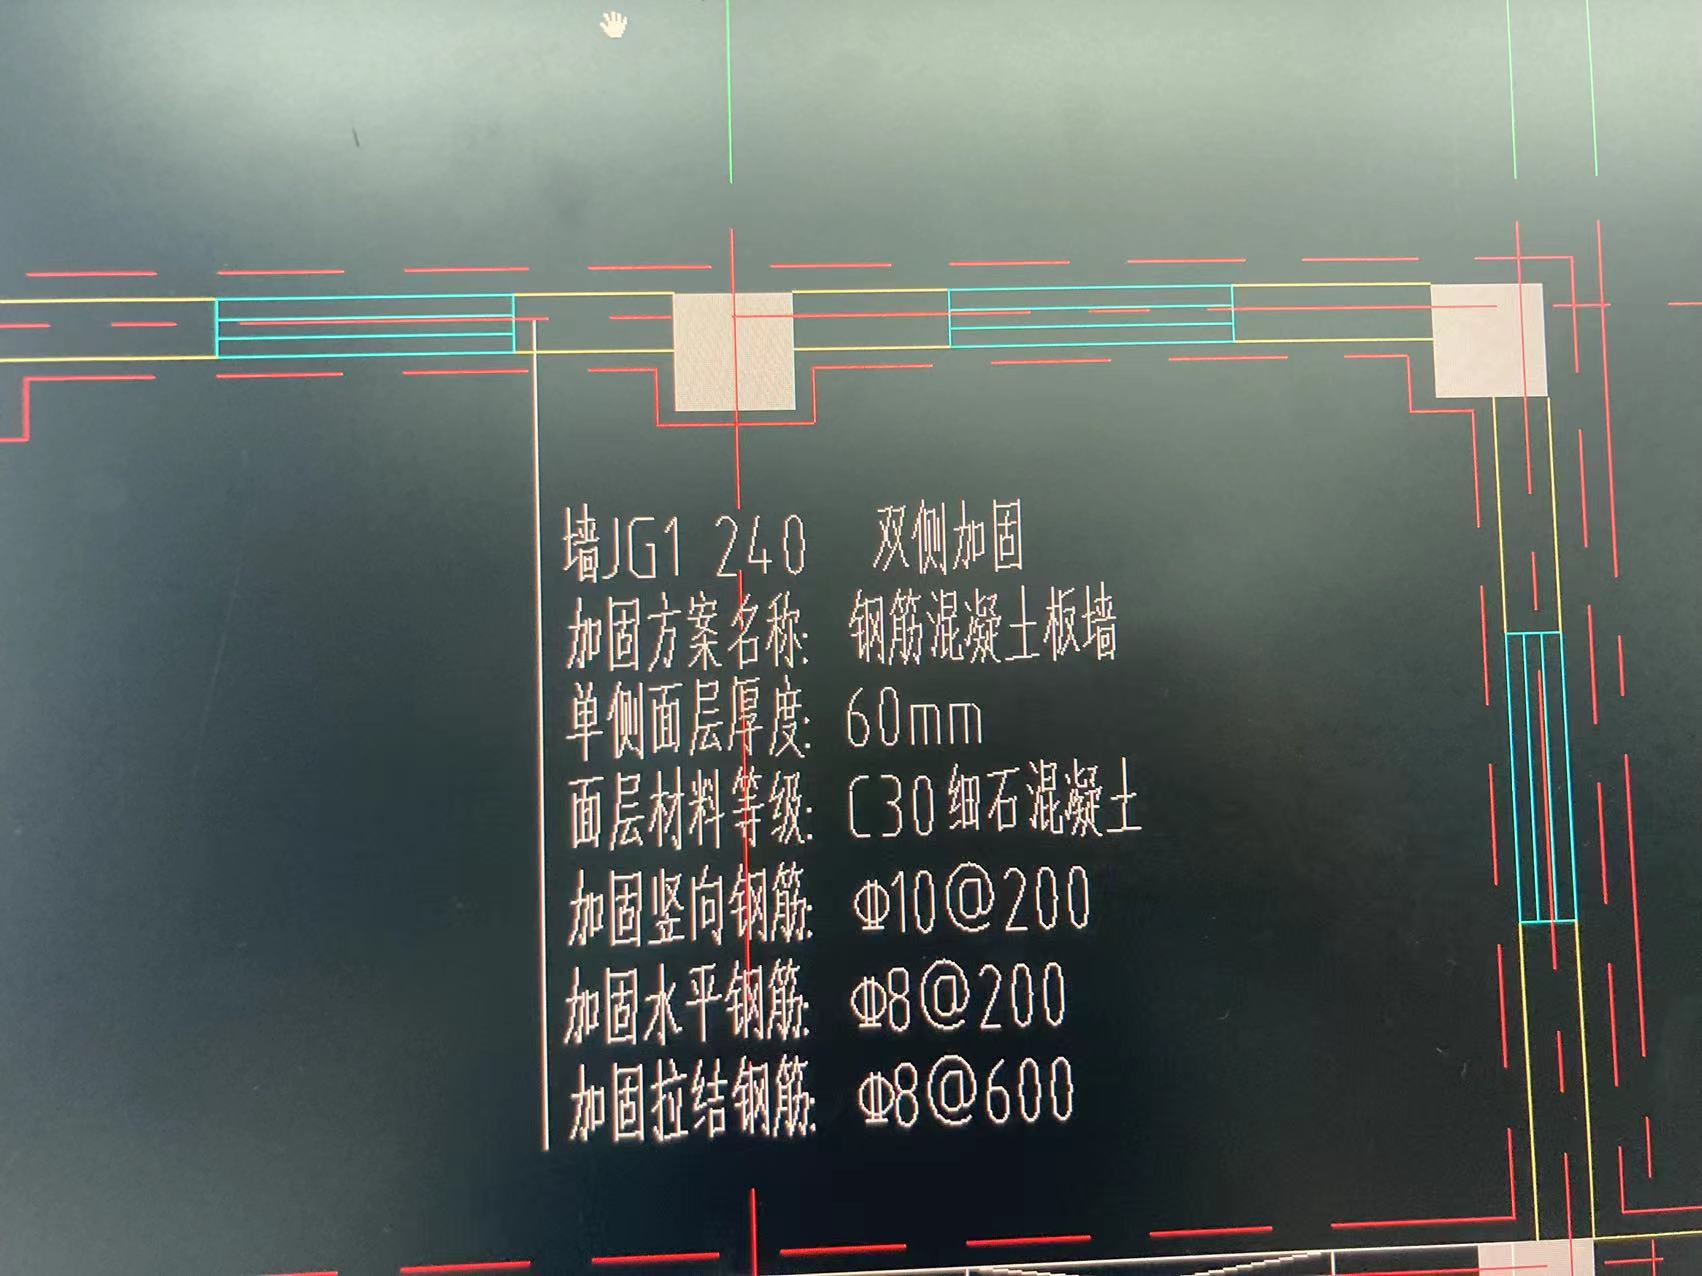 墙JG1 240 双侧加固
加固方案名称: 钢筋混凝土板墙
单侧面层厚度: 60mm
面层材料等级: C30细石混凝土
加固竖向钢筋: Φ10@200
加固水平钢筋: Φ8@200
加固拉结钢筋: Φ8@600